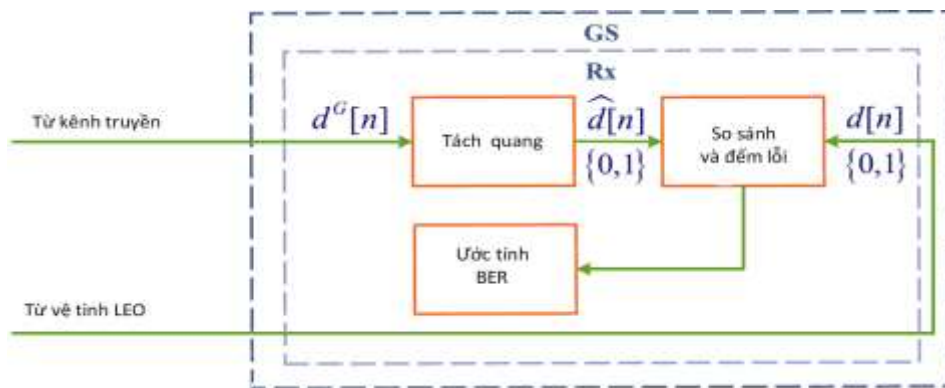 GS
Rx
Từ kênh truyền
d^G[n]
Tách quang
\widehat{d}[n]
{0,1}
So sánh
và đếm lỗi
d[n]
{0,1}
Ước tính
BER
Từ vệ tinh LEO